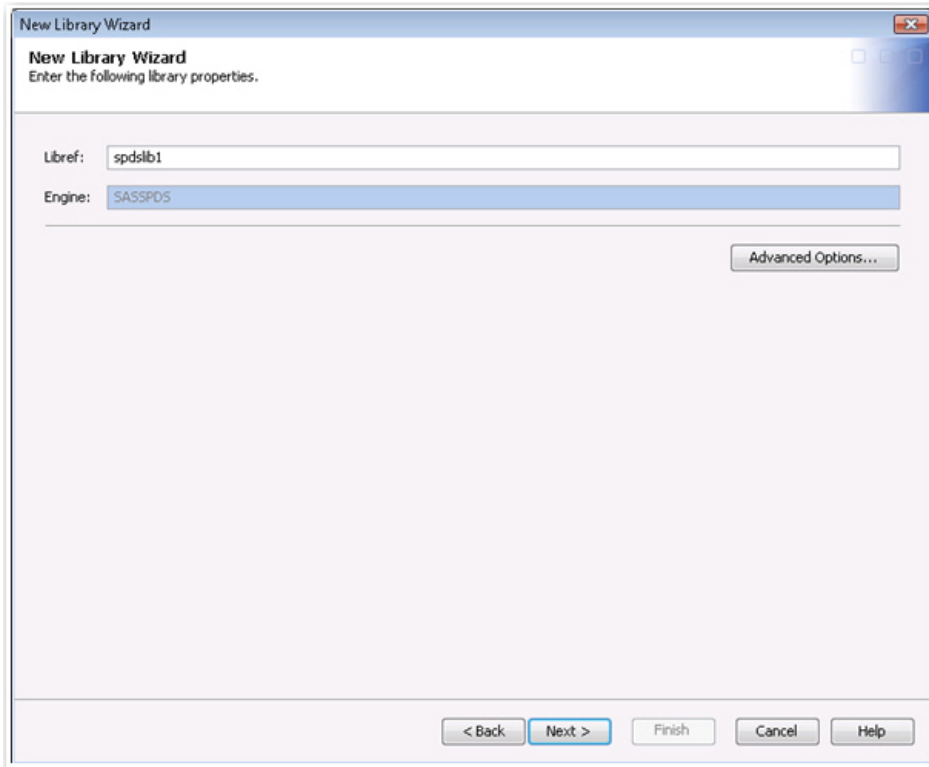 New Library Wizard
New Library Wizard
Enter the following library properties.
Libref: spdslib1
Engine: SASSPDS
Advanced Options...
< Back Next > Finish Cancel Help